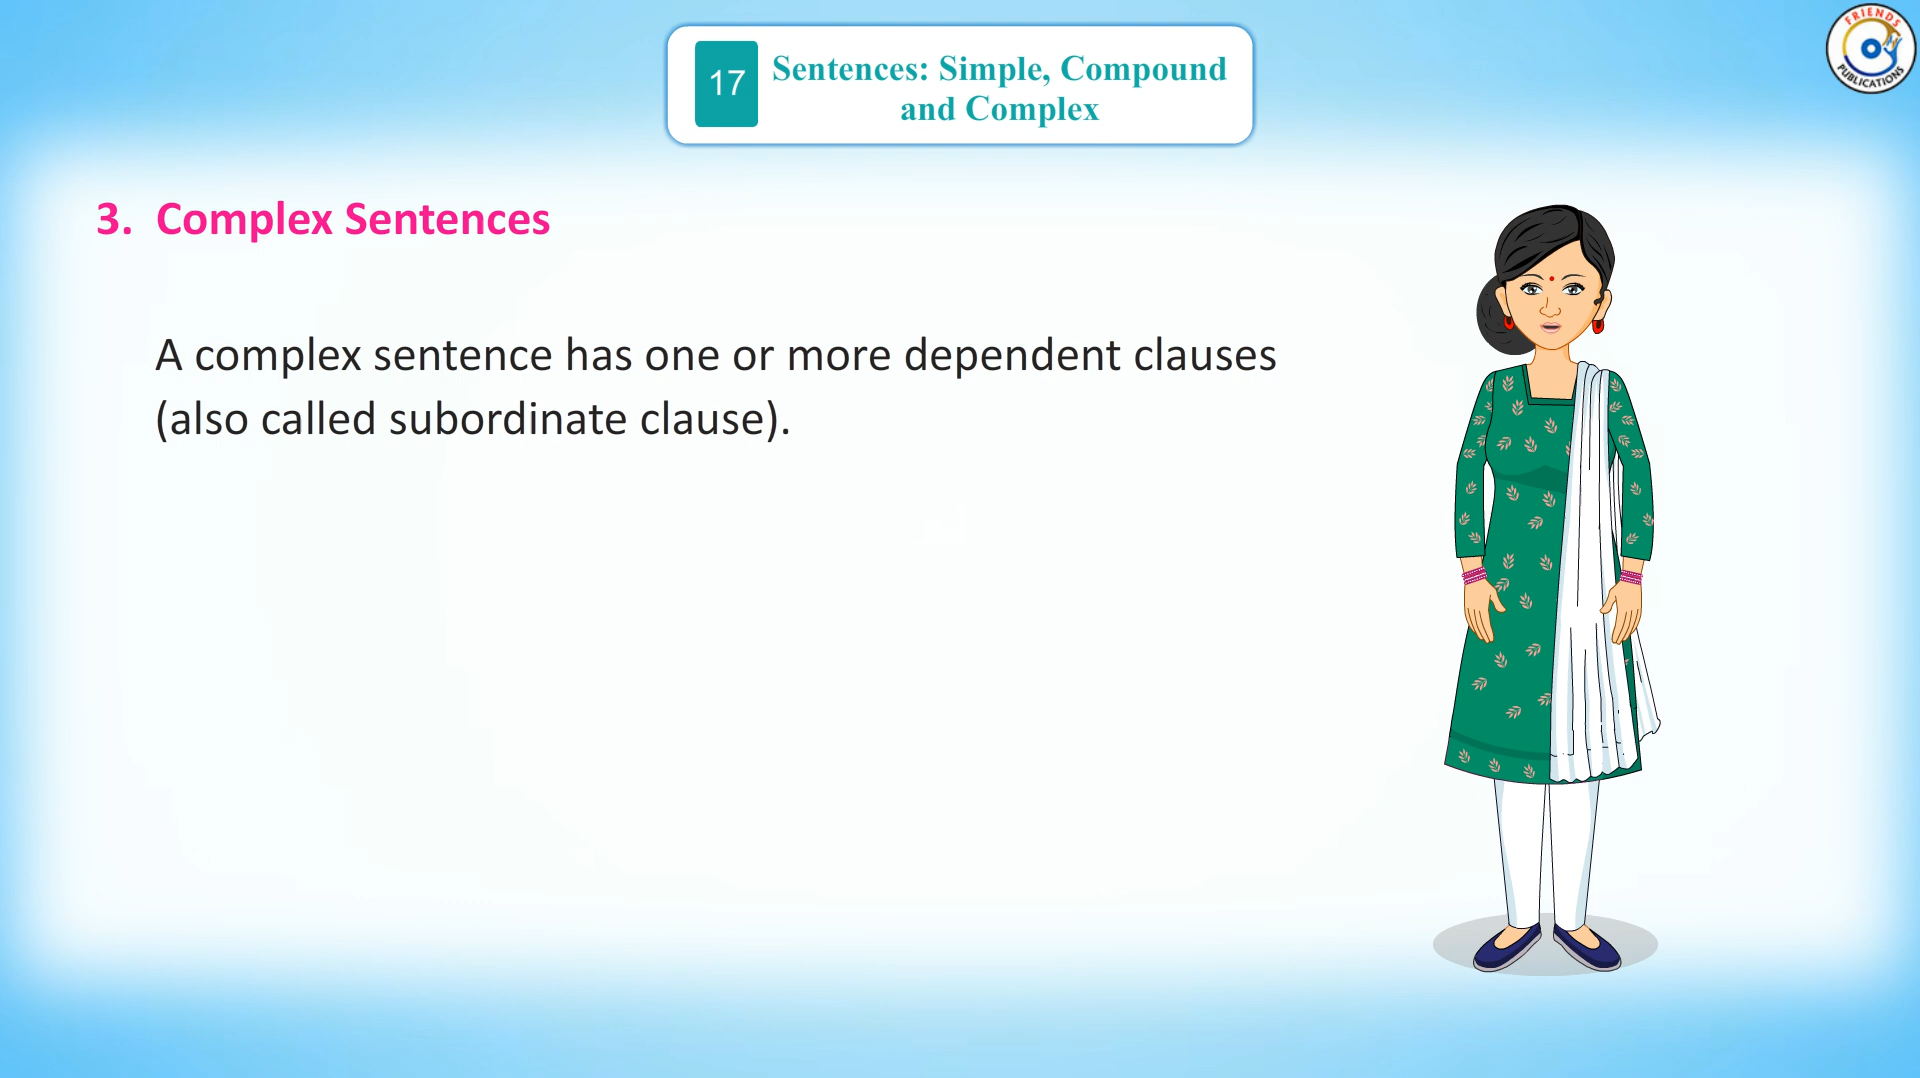 17
Sentences: Simple, Compound
and Complex
FRIENDS
PUBLICATIONS
3. Complex Sentences
A complex sentence has one or more dependent clauses
(also called subordinate clause).